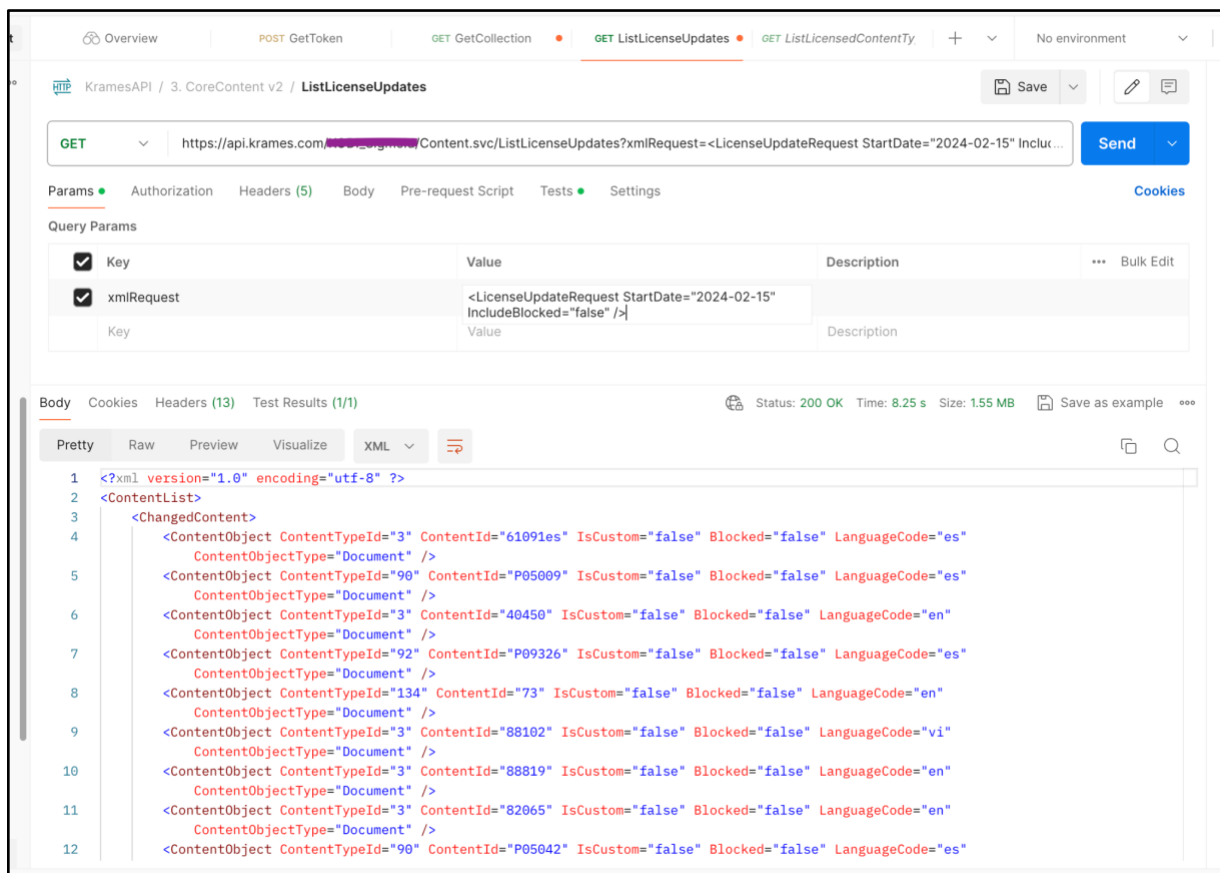 t
Overview POST GetToken GET GetCollection GET ListLicenseUpdates GET ListLicensedContentTy No environment
HTTP KramesAPI / 3. CoreContent v2 / ListLicenseUpdates Save
GET https://api.krames.com/ /Content.svc/ListLicenseUpdates?xmlRequest=<LicenseUpdateRequest StartDate="2024-02-15" Includ... Send
Params Authorization Headers (5) Body Pre-request Script Tests Settings Cookies
Query Params
Key Value Description ••• Bulk Edit
xmlRequest <LicenseUpdateRequest StartDate="2024-02-15"
IncludeBlocked="false" />
Key Value Description
Body Cookies Headers (13) Test Results (1/1) Status: 200 OK Time: 8.25 s Size: 1.55 MB Save as example
Pretty Raw Preview Visualize XML
1 <?xml version="1.0" encoding="utf-8" ?>
2 <ContentList>
3 <ChangedContent>
4 <ContentObject ContentTypeId="3" ContentId="61091es" IsCustom="false" Blocked="false" LanguageCode="es"
ContentObjectType="Document" />
5 <ContentObject ContentTypeId="90" ContentId="P05009" IsCustom="false" Blocked="false" LanguageCode="es"
ContentObjectType="Document" />
6 <ContentObject ContentTypeId="3" ContentId="40450" IsCustom="false" Blocked="false" LanguageCode="en"
ContentObjectType="Document" />
7 <ContentObject ContentTypeId="92" ContentId="P09326" IsCustom="false" Blocked="false" LanguageCode="es"
ContentObjectType="Document" />
8 <ContentObject ContentTypeId="134" ContentId="73" IsCustom="false" Blocked="false" LanguageCode="en"
ContentObjectType="Document" />
9 <ContentObject ContentTypeId="3" ContentId="88102" IsCustom="false" Blocked="false" LanguageCode="vi"
ContentObjectType="Document" />
10 <ContentObject ContentTypeId="3" ContentId="88819" IsCustom="false" Blocked="false" LanguageCode="en"
ContentObjectType="Document" />
11 <ContentObject ContentTypeId="3" ContentId="82065" IsCustom="false" Blocked="false" LanguageCode="en"
ContentObjectType="Document" />
12 <ContentObject ContentTypeId="90" ContentId="P05042" IsCustom="false" Blocked="false" LanguageCode="es"